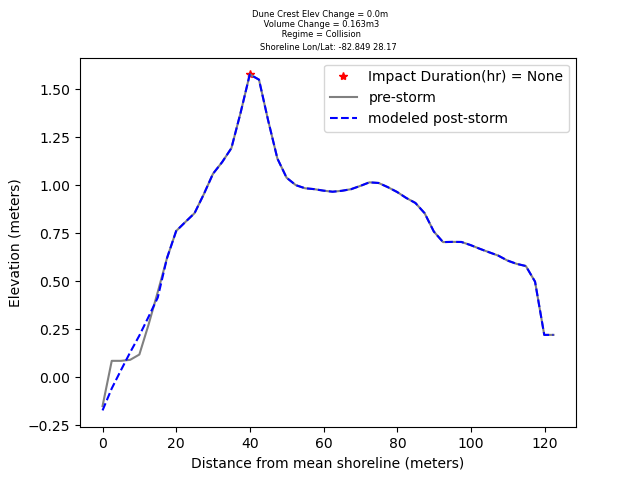 Dune Crest Elev Change = 0.0m
Volume Change = 0.163m3
Regime = Collision
Shoreline Lon/Lat: -82.849 28.17
Impact Duration(hr) = None
pre-storm
modeled post-storm
Elevation (meters)
1.50
1.25
1.00
0.75
0.50
0.25
0.00
−0.25
0 20 40 60 80 100 120
Distance from mean shoreline (meters)